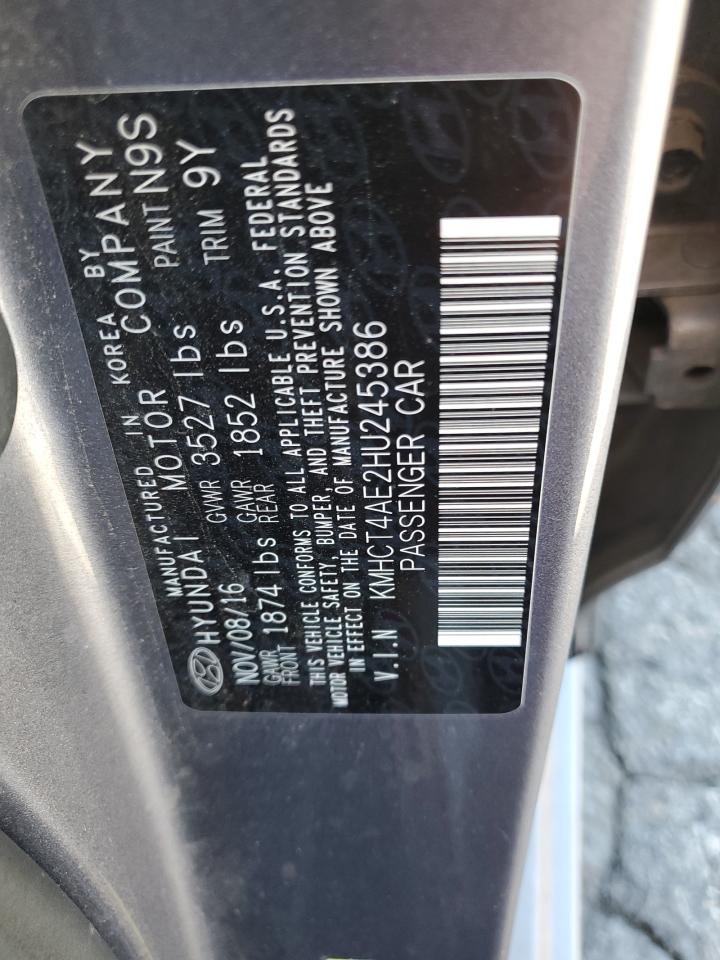 MANUFACTURED IN KOREA BY
HYUNDAI MOTOR COMPANY
NOV/08/16 GVWR 3527 lbs PAINT N9S
GAWR FRONT 1874 lbs GAWR REAR 1852 lbs TRIM 9Y
THIS VEHICLE CONFORMS TO ALL APPLICABLE U.S.A. FEDERAL
MOTOR VEHICLE SAFETY, BUMPER, AND THEFT PREVENTION STANDARDS
IN EFFECT ON THE DATE OF MANUFACTURE SHOWN ABOVE
V.I.N KMHCT4AE2HU245386
PASSENGER CAR